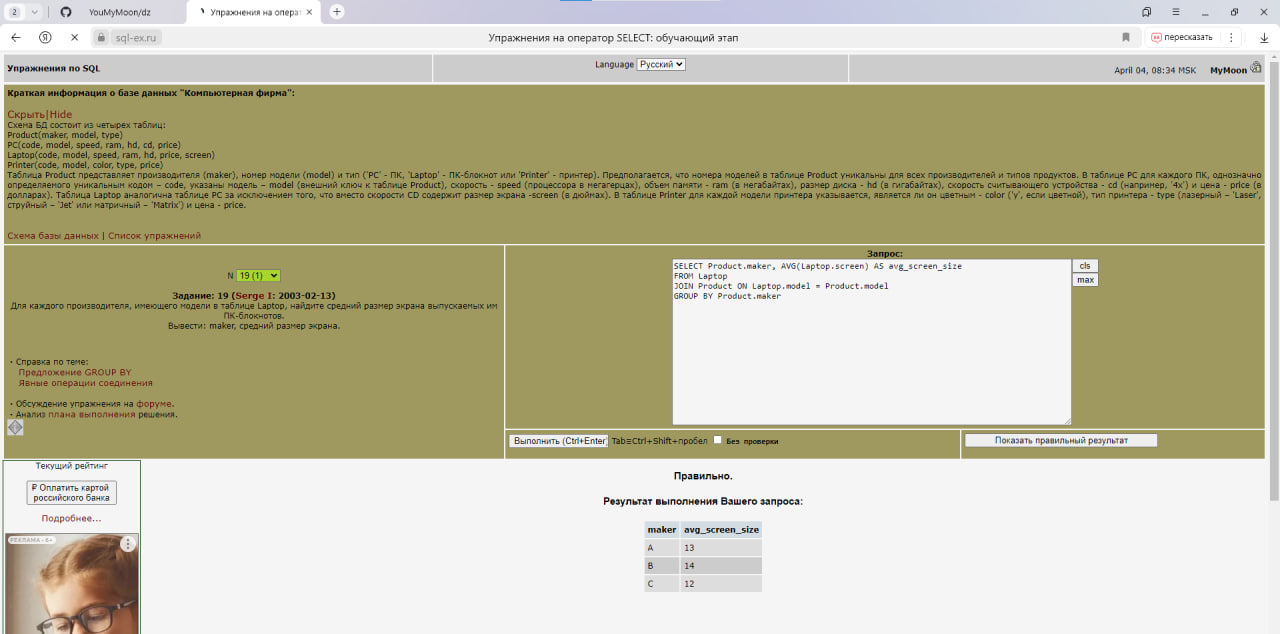 2
YouMyMoon/dz
Упражнения на операт
sql-ex.ru
Упражнения на оператор SELECT: обучающий этап
пересказать
Упражнения по SQL
Language Русский
April 04, 08:34 MSK MyMoon
Краткая информация о базе данных "Компьютерная фирма":
Скрыть|Hide
Схема БД состоит из четырех таблиц:
Product(maker, model, type)
PC(code, model, speed, ram, hd, cd, price)
Laptop(code, model, speed, ram, hd, price, screen)
Printer(code, model, color, type, price)
Таблица Product представляет производителя (maker), номер модели (model) и тип ('PC' - ПК, 'Laptop' - ПК-блокнот или 'Printer' - принтер). Предполагается, что номера моделей в таблице Product уникальны для всех производителей и типов продуктов. В таблице PC для каждого ПК, однозначно
определяемого уникальным кодом – code, указаны модель – model (внешний ключ к таблице Product), скорость - speed (процессора в мегагерцах), объем памяти - ram (в мегабайтах), размер диска - hd (в гигабайтах), скорость считывающего устройства - cd (например, '4x') и цена - price (в
долларах). Таблица Laptop аналогична таблице РС за исключением того, что вместо скорости CD содержит размер экрана -screen (в дюймах). В таблице Printer для каждой модели принтера указывается, является ли он цветным - color ('y', если цветной), тип принтера - type (лазерный – 'Laser',
струйный – 'Jet' или матричный – 'Matrix') и цена - price.
Схема базы данных | Список упражнений
N 19 (1)
Задание: 19 (Serge I: 2003-02-13)
Для каждого производителя, имеющего модели в таблице Laptop, найдите средний размер экрана выпускаемых им
ПК-блокнотов.
Вывести: maker, средний размер экрана.
· Справка по теме:
Предложение GROUP BY
Явные операции соединения
· Обсуждение упражнения на форуме.
· Анализ плана выполнения решения.
Запрос:
SELECT Product.maker, AVG(Laptop.screen) AS avg_screen_size
FROM Laptop
JOIN Product ON Laptop.model = Product.model
GROUP BY Product.maker
cls
max
Выполнить (Ctrl+Enter) Tab≡Ctrl+Shift+пробел Без проверки
Показать правильный результат
Текущий рейтинг
₽ Оплатить картой
российского банка
Подробнее...
РЕКЛАМА • 6+
Правильно.
Результат выполнения Вашего запроса:
maker avg_screen_size
A 13
B 14
C 12